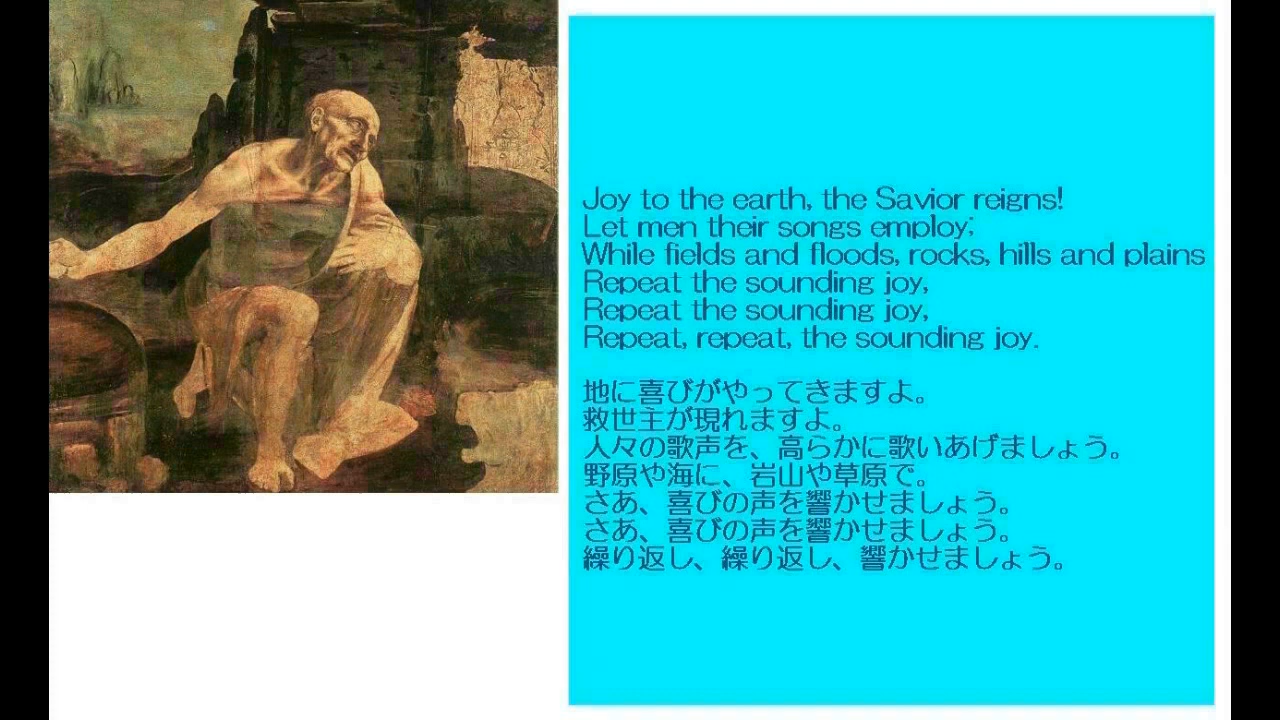 Joy to the earth, the Savior reigns!
Let men their songs employ;
While fields and floods, rocks, hills and plains
Repeat the sounding joy,
Repeat the sounding joy,
Repeat, repeat, the sounding joy.
地に喜びがやってきますよ。
救世主が現れますよ。
人々の歌声を、高らかに歌いあげましょう。
野原や海に、岩山や草原で。
さあ、喜びの声を響かせましょう。
さあ、喜びの声を響かせましょう。
繰り返し、繰り返し、響かせましょう。